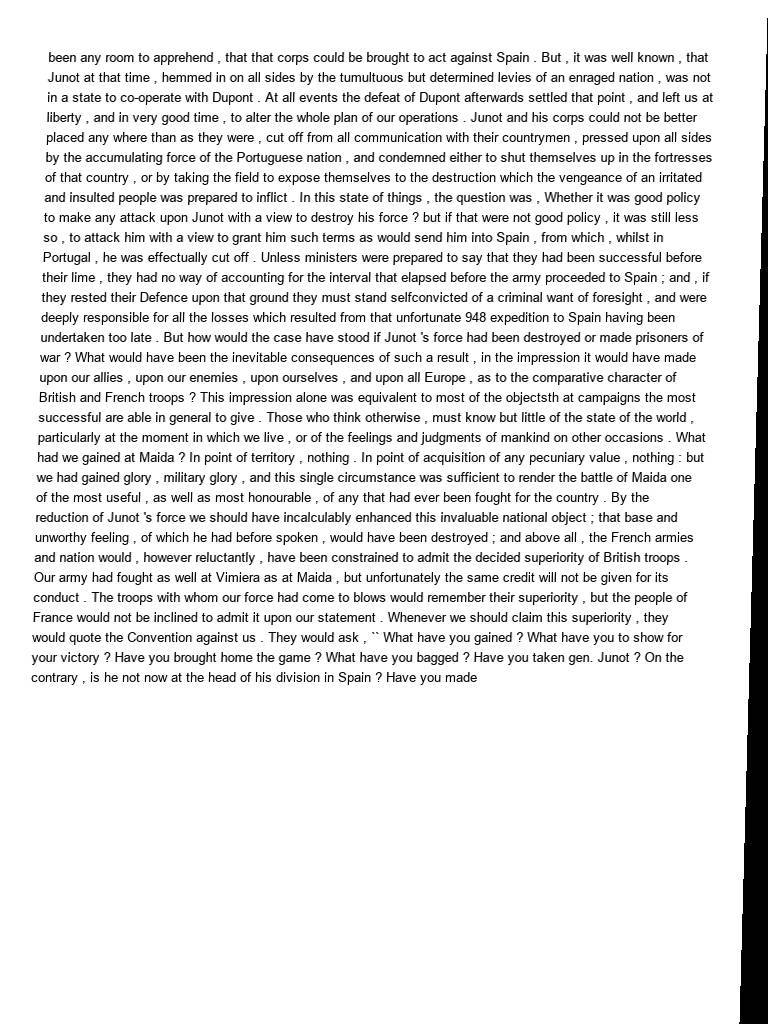 been any room to apprehend , that that corps could be brought to act against Spain . But , it was well known , that
Junot at that time , hemmed in on all sides by the tumultuous but determined levies of an enraged nation , was not
in a state to co-operate with Dupont . At all events the defeat of Dupont afterwards settled that point , and left us at
liberty , and in very good time , to alter the whole plan of our operations . Junot and his corps could not be better
placed any where than as they were , cut off from all communication with their countrymen , pressed upon all sides
by the accumulating force of the Portuguese nation , and condemned either to shut themselves up in the fortresses
of that country , or by taking the field to expose themselves to the destruction which the vengeance of an irritated
and insulted people was prepared to inflict . In this state of things , the question was , Whether it was good policy
to make any attack upon Junot with a view to destroy his force ? but if that were not good policy , it was still less
so , to attack him with a view to grant him such terms as would send him into Spain , from which , whilst in
Portugal , he was effectually cut off . Unless ministers were prepared to say that they had been successful before
their lime , they had no way of accounting for the interval that elapsed before the army proceeded to Spain ; and , if
they rested their Defence upon that ground they must stand selfconvicted of a criminal want of foresight , and were
deeply responsible for all the losses which resulted from that unfortunate 948 expedition to Spain having been
undertaken too late . But how would the case have stood if Junot 's force had been destroyed or made prisoners of
war ? What would have been the inevitable consequences of such a result , in the impression it would have made
upon our allies , upon our enemies , upon ourselves , and upon all Europe , as to the comparative character of
British and French troops ? This impression alone was equivalent to most of the objectsth at campaigns the most
successful are able in general to give . Those who think otherwise , must know but little of the state of the world ,
particularly at the moment in which we live , or of the feelings and judgments of mankind on other occasions . What
had we gained at Maida ? In point of territory , nothing . In point of acquisition of any pecuniary value , nothing : but
we had gained glory , military glory , and this single circumstance was sufficient to render the battle of Maida one
of the most useful , as well as most honourable , of any that had ever been fought for the country . By the
reduction of Junot 's force we should have incalculably enhanced this invaluable national object ; that base and
unworthy feeling , of which he had before spoken , would have been destroyed ; and above all , the French armies
and nation would , however reluctantly , have been constrained to admit the decided superiority of British troops .
Our army had fought as well at Vimiera as at Maida , but unfortunately the same credit will not be given for its
conduct . The troops with whom our force had come to blows would remember their superiority , but the people of
France would not be inclined to admit it upon our statement . Whenever we should claim this superiority , they
would quote the Convention against us . They would ask , `` What have you gained ? What have you to show for
your victory ? Have you brought home the game ? What have you bagged ? Have you taken gen. Junot ? On the
contrary , is he not now at the head of his division in Spain ? Have you made